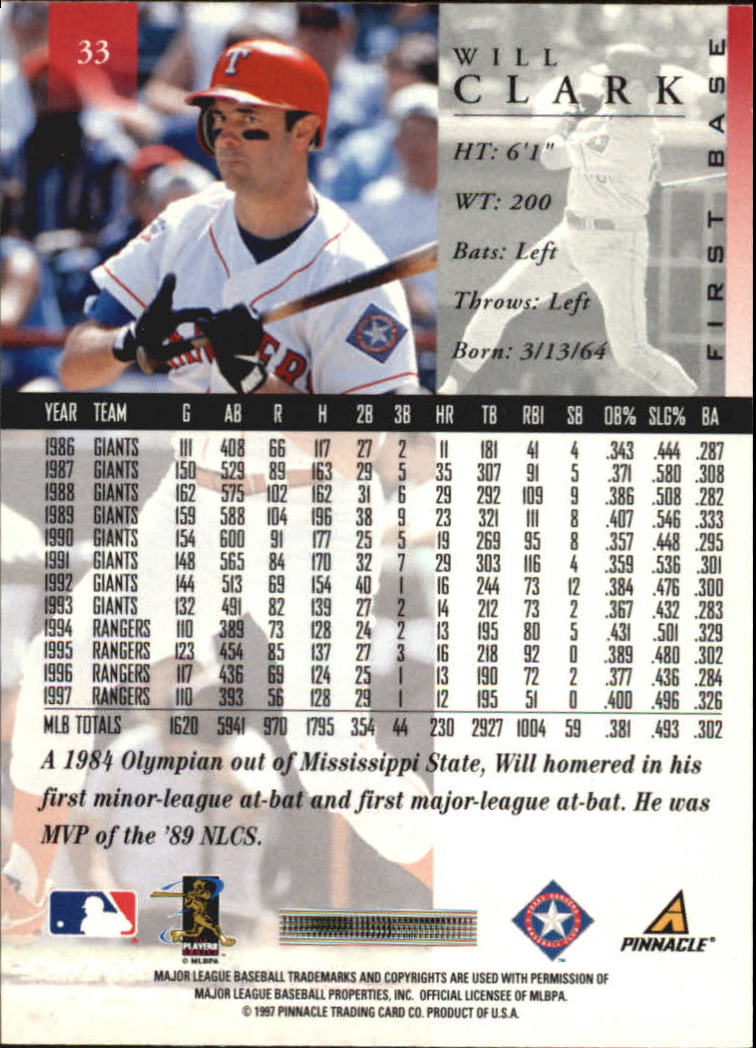 33
WILL
CLARK
HT: 6'1"
WT: 200
Bats: Left
Throws: Left
Born: 3/13/64
FIRST BASE
T
YEAR TEAM G AB R H 2B 3B HR TB RBI SB OB% SLG% BA
1986 GIANTS 111 408 66 117 27 2 11 181 41 4 .343 .444 .287
1987 GIANTS 150 529 89 163 29 5 35 307 91 5 .371 .580 .308
1988 GIANTS 162 575 102 162 31 6 29 292 109 9 .386 .508 .282
1989 GIANTS 159 588 104 196 38 9 23 321 111 8 .407 .546 .333
1990 GIANTS 154 600 91 177 25 5 19 269 95 8 .357 .448 .295
1991 GIANTS 148 565 84 170 32 7 29 303 116 4 .359 .536 .301
1992 GIANTS 144 513 69 154 40 1 16 244 73 12 .384 .476 .300
1993 GIANTS 132 491 82 139 27 2 14 212 73 2 .367 .432 .283
1994 RANGERS 110 389 73 128 24 2 13 195 80 5 .431 .501 .329
1995 RANGERS 123 454 85 137 27 3 16 218 92 0 .389 .480 .302
1996 RANGERS 117 436 69 124 25 1 13 190 72 2 .377 .436 .284
1997 RANGERS 110 393 56 128 29 1 12 195 51 0 .400 .496 .326
MLB TOTALS 1620 5941 970 1795 354 44 230 2927 1004 59 .381 .493 .302
A 1984 Olympian out of Mississippi State, Will homered in his
first minor-league at-bat and first major-league at-bat. He was
MVP of the '89 NLCS.
PLAYERS
© MLBPA
TEXAS RANGERS
BASEBALL CLUB
™
PINNACLE®
MAJOR LEAGUE BASEBALL TRADEMARKS AND COPYRIGHTS ARE USED WITH PERMISSION OF
MAJOR LEAGUE BASEBALL PROPERTIES, INC. OFFICIAL LICENSEE OF MLBPA.
© 1997 PINNACLE TRADING CARD CO. PRODUCT OF U.S.A.